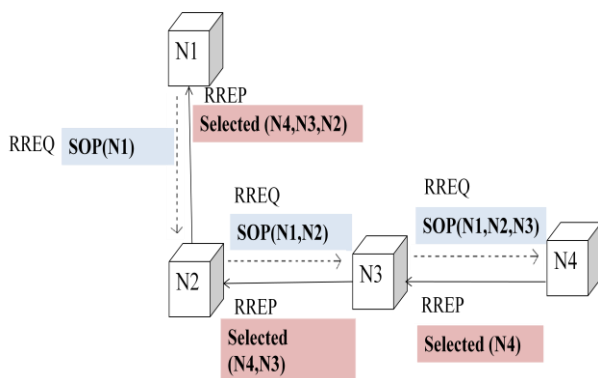 N1
RREP
Selected (N4,N3,N2)
RREQ
SOP(N1)
RREQ
SOP(N1,N2)
RREQ
SOP(N1,N2,N3)
N2
N3
N4
RREP
Selected
(N4,N3)
RREP
Selected (N4)